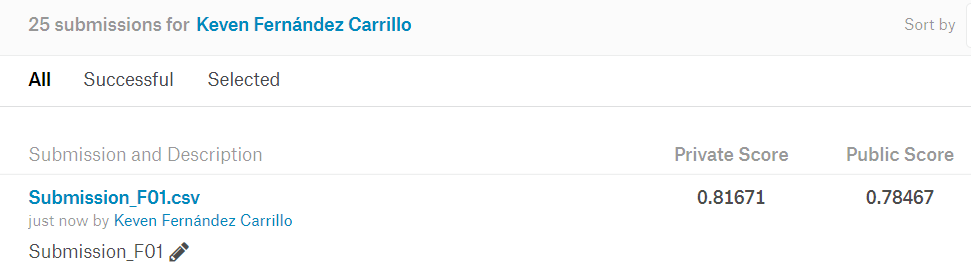 25 submissions for Keven Fernández Carrillo Sort by
All Successful Selected
Submission and Description Private Score Public Score
Submission_F01.csv 0.81671 0.78467
just now by Keven Fernández Carrillo
Submission_F01